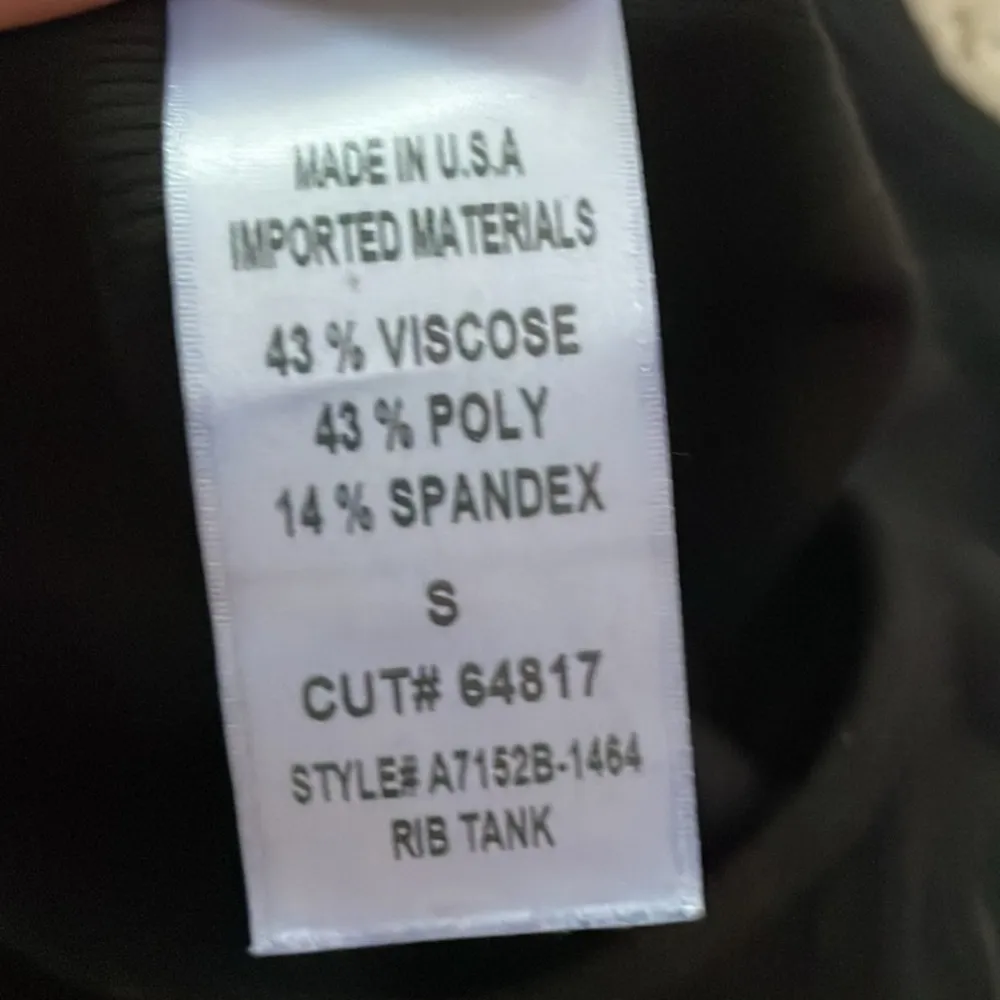 MADE IN U.S.A
IMPORTED MATERIALS
43 % VISCOSE
43 % POLY
14 % SPANDEX
S
CUT# 64817
STYLE# A7152B-1464
RIB TANK